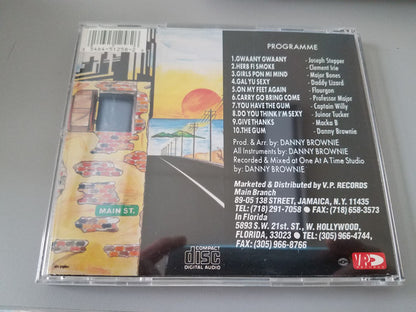 5464-51258-2
PROGRAMME
1.GWAANY GWAANY - Joseph Stepper
2.HERB FI SMOKE - Clement Irie
3.GIRLS PON MI MIND - Major Bones
4.GAL YU SEXY - Daddy Lizard
5.ON MY FEET AGAIN - Flourgon
6.CARRY GO BRING COME - Professor Major
7.YOU HAVE THE GUM - Captain Willy
8.DO YOU THINK I'M SEXY - Juinor Tucker
9.GIVE THANKS - Macka B
10.THE GUM - Danny Brownie
Prod. & Arr. by: DANNY BROWNIE
All Instruments by: DANNY BROWNIE
Recorded & Mixed at One At A Time Studio
by: DANNY BROWNIE
Marketed & Distributed by V.P. RECORDS
Main Branch
89-05 138 STREET, JAMAICA, N.Y. 11435
TEL: (718) 291-7058 ● FAX: (718) 658-3573
In Florida
5893 S.W. 21st. ST., W. HOLLYWOOD,
FLORIDA, 33023 ● TEL: (305) 966-4744,
FAX: (305) 966-8766
MAIN ST.
COMPACT
disc
DIGITAL AUDIO
V.P.
RECORDS